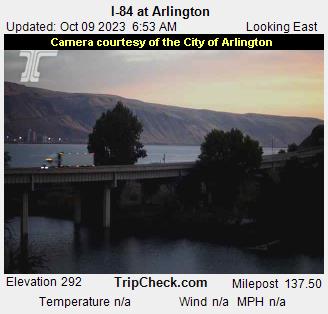 I-84 at Arlington
Updated: Oct 09 2023 6:53 AM Looking East
Camera courtesy of the City of Arlington
Elevation 292 TripCheck.com Milepost 137.50
Temperature n/a Wind n/a MPH n/a